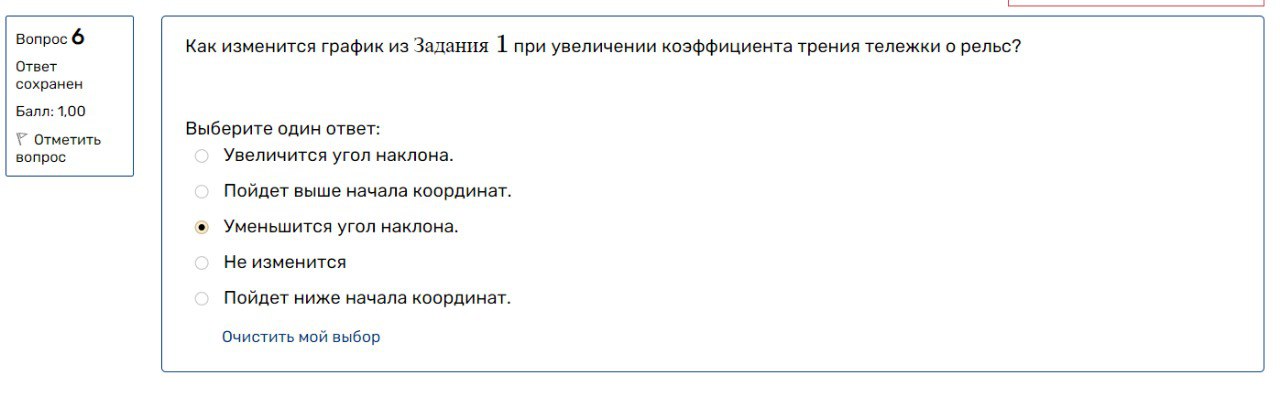 Вопрос 6
Ответ
сохранен
Балл: 1,00
Отметить
вопрос
Как изменится график из Задания 1 при увеличении коэффициента трения тележки о рельс?
Выберите один ответ:
Увеличится угол наклона.
Пойдет выше начала координат.
Уменьшится угол наклона.
Не изменится
Пойдет ниже начала координат.
Очистить мой выбор